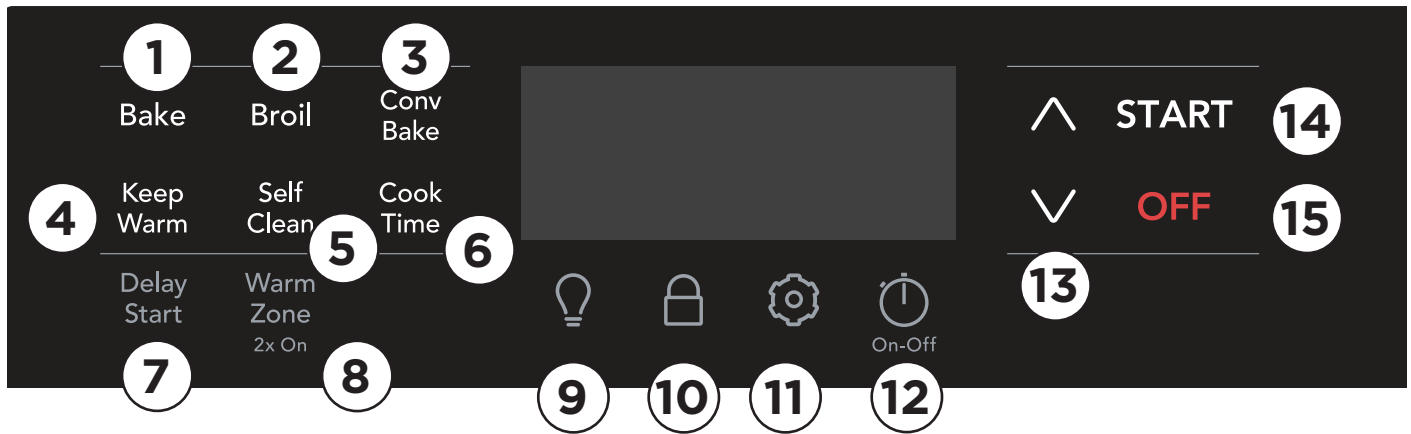 1 2 3
Bake Broil Conv
Bake
14
START
4 Keep
Warm Self
Clean Cook
Time
5 6
OFF 15
Delay
Start Warm
Zone
2x On
13
On-Off
7 8 9 10 11 12